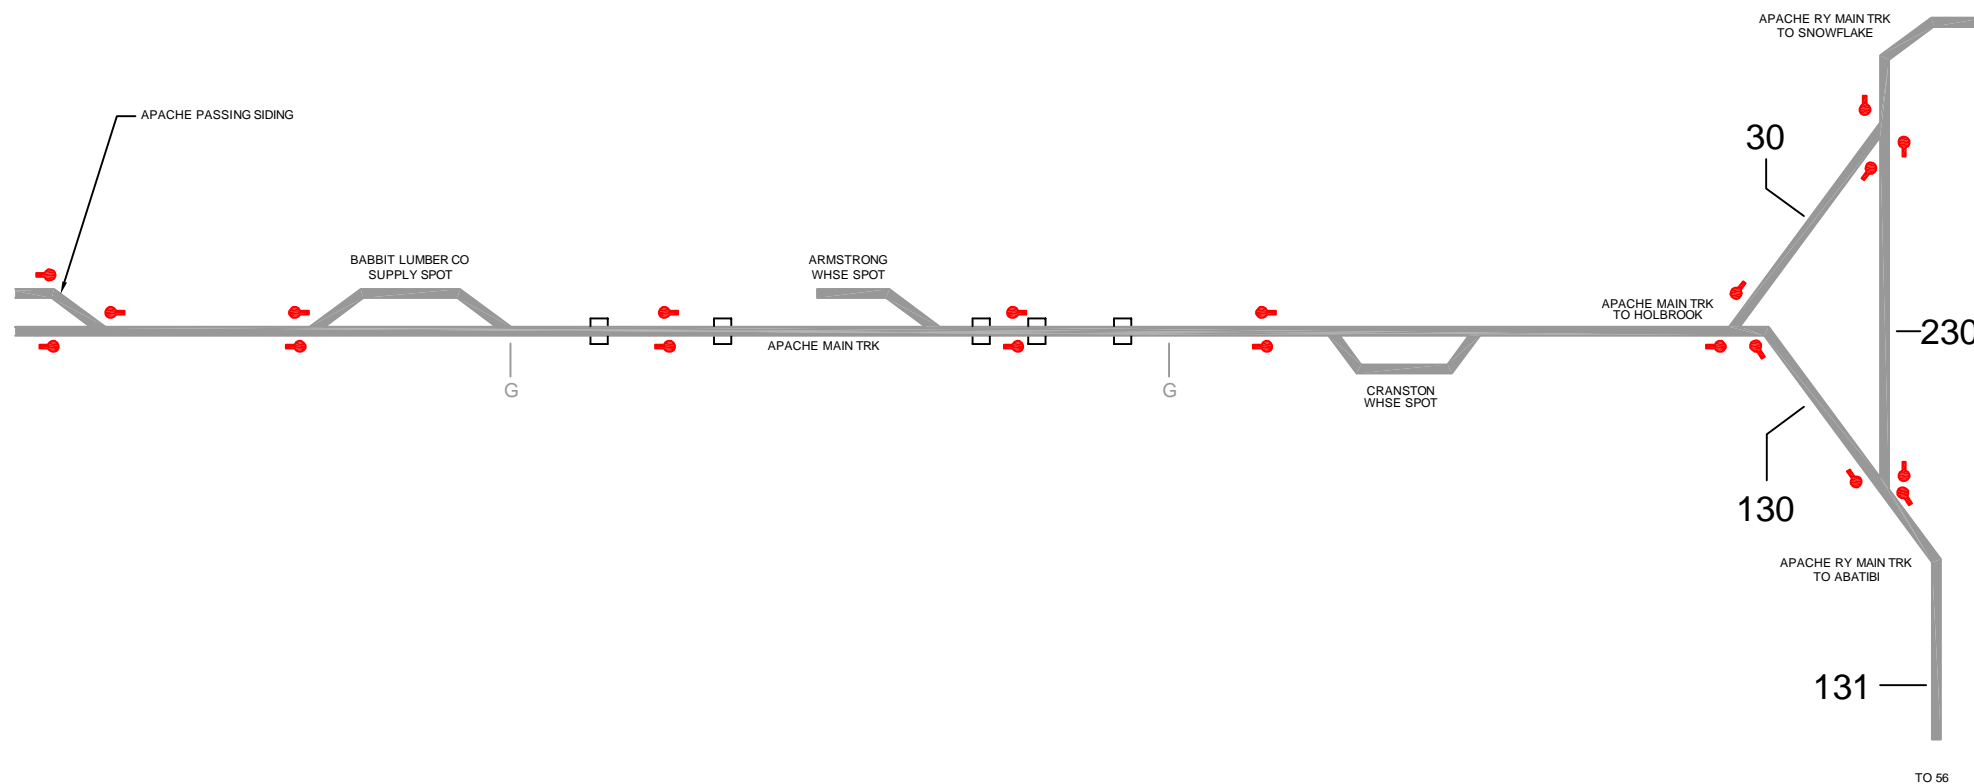 APACHE RY MAIN TRK
TO SNOWFLAKE
APACHE PASSING SIDING
30
BABBIT LUMBER CO
SUPPLY SPOT
ARMSTRONG
WHSE SPOT
APACHE MAIN TRK
TO HOLBROOK
230
APACHE MAIN TRK
G
G
CRANSTON
WHSE SPOT
130
APACHE RY MAIN TRK
TO ABATIBI
131
TO 56